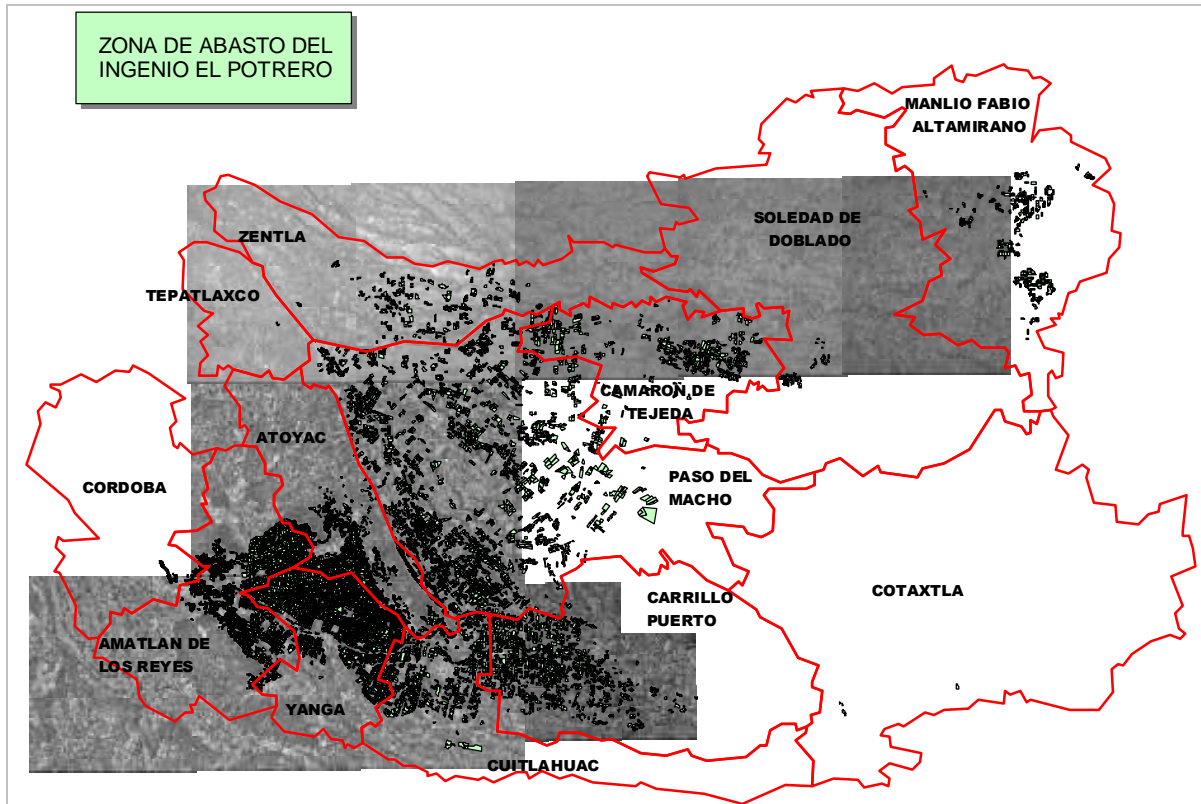 ZONA DE ABASTO DEL
INGENIO EL POTRERO
MANLIO FABIO
ALTAMIRANO
SOLEDAD DE
DOBLADO
ZENTLA
TEPATLAXCO
CAMARON DE
TEJEDA
ATOYAC
CORDOBA
PASO DEL
MACHO
COTAXTLA
CARRILLO
PUERTO
AMATLAN DE
LOS REYES
YANGA
CUITLAHUAC